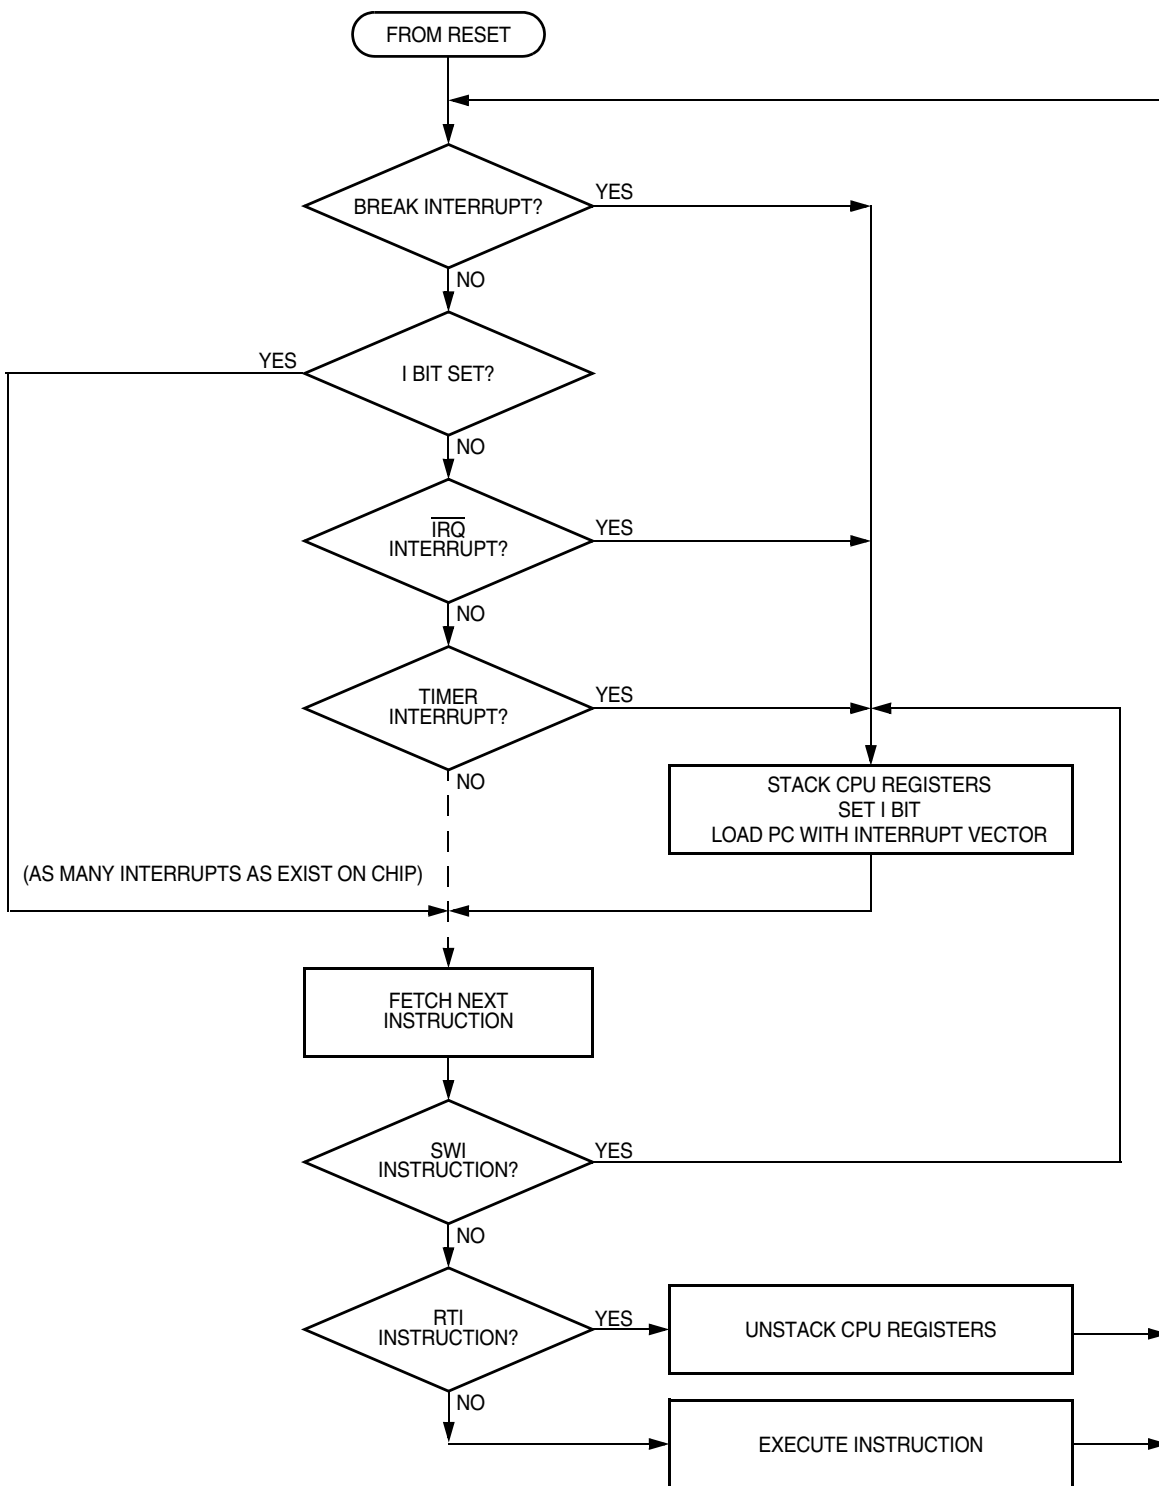 FROM RESET
BREAK INTERRUPT?
YES
NO
I BIT SET?
YES
NO
IRQ
INTERRUPT?
YES
NO
TIMER
INTERRUPT?
YES
NO
STACK CPU REGISTERS
SET I BIT
LOAD PC WITH INTERRUPT VECTOR
(AS MANY INTERRUPTS AS EXIST ON CHIP)
FETCH NEXT
INSTRUCTION
SWI
INSTRUCTION?
YES
NO
RTI
INSTRUCTION?
YES
UNSTACK CPU REGISTERS
NO
EXECUTE INSTRUCTION